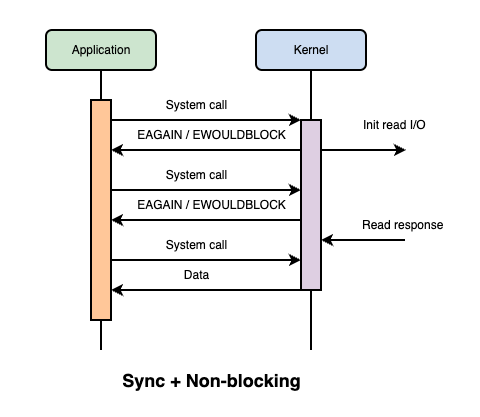 Application
Kernel
System call
Init read I/O
EAGAIN / EWOULDBLOCK
System call
EAGAIN / EWOULDBLOCK
Read response
System call
Data
Sync + Non-blocking